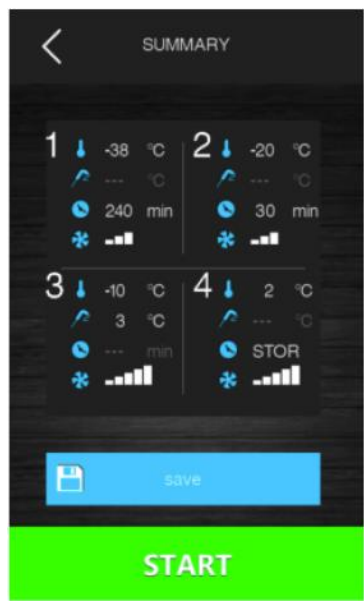 SUMMARY
1 -38 °C
--- °C
240 min
2 -20 °C
--- °C
30 min
3 -10 °C
3 °C
--- min
4 2 °C
--- °C
STOR
save
START